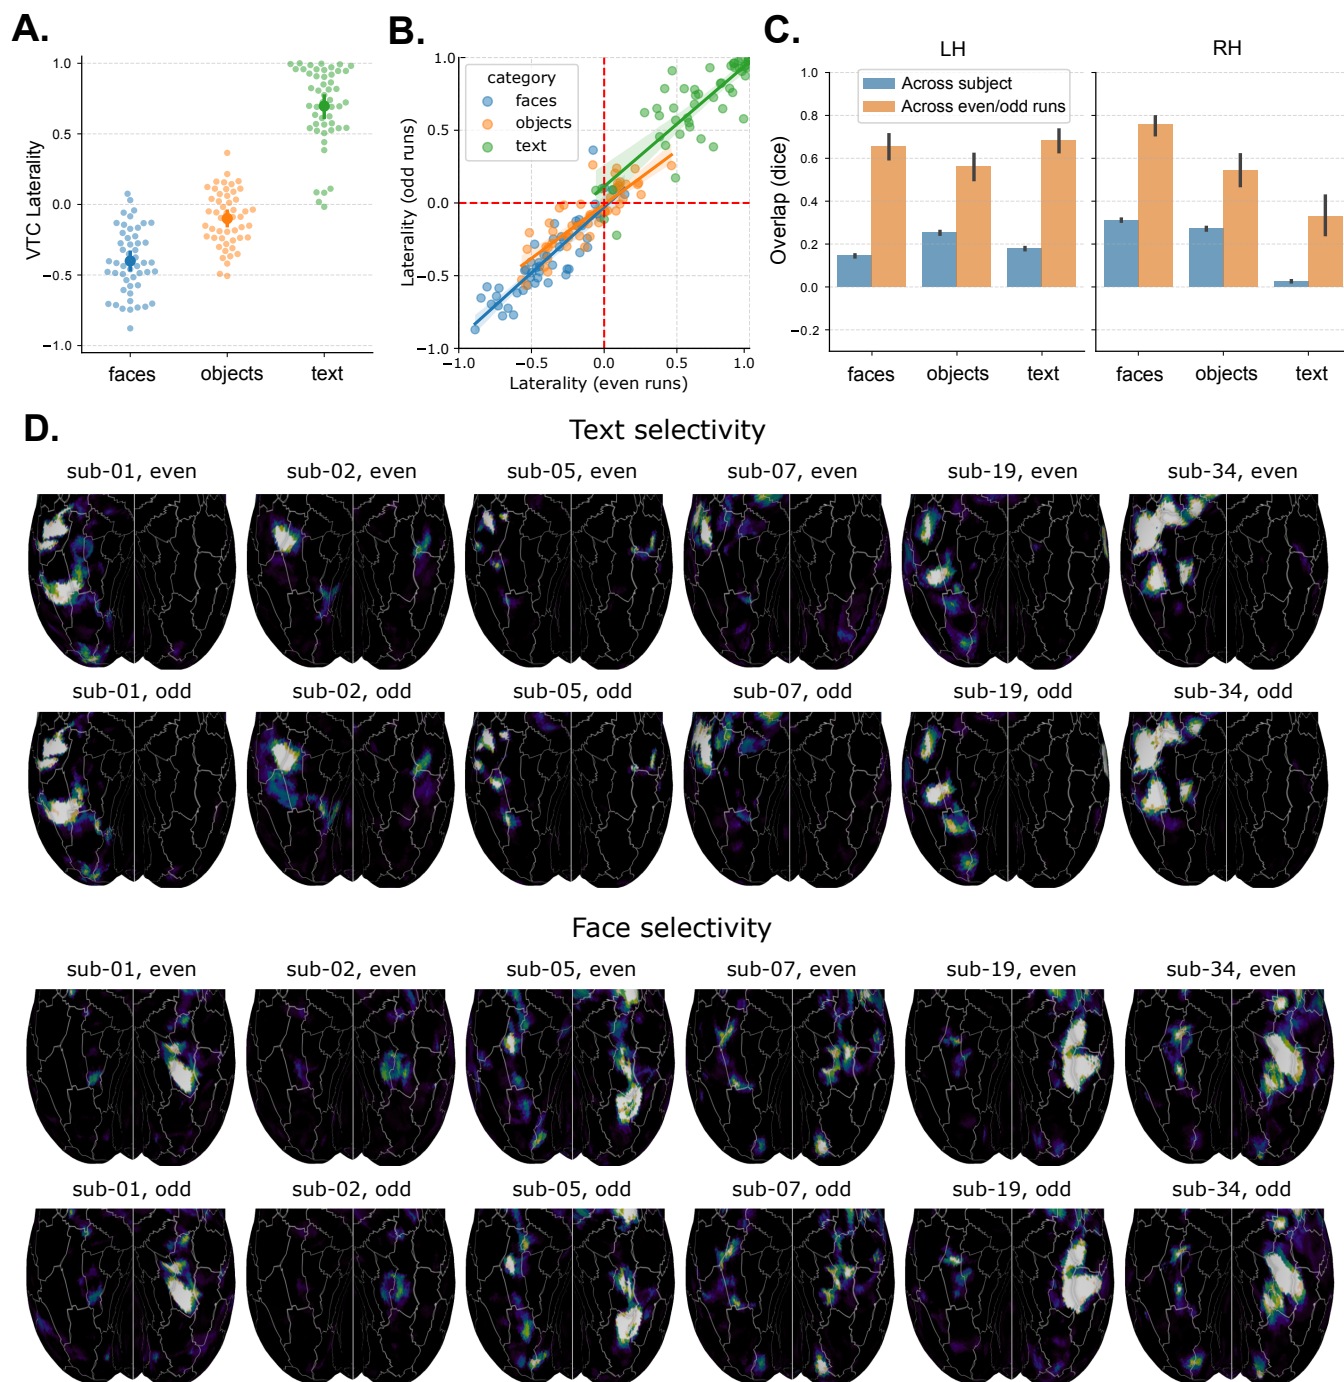 A.
VTC Laterality
1.0
0.5
0.0
−0.5
−1.0
faces objects text
B.
Laterality (odd runs)
1.0
0.5
0.0
−0.5
−1.0
category
faces
objects
text
−1.0 −0.5 0.0 0.5 1.0
Laterality (even runs)
C.
LH RH
Overlap (dice)
1.0
0.8
0.6
0.4
0.2
0.0
−0.2
Across subject
Across even/odd runs
faces objects text faces objects text
D.
Text selectivity
sub-01, even sub-02, even sub-05, even sub-07, even sub-19, even sub-34, even
sub-01, odd sub-02, odd sub-05, odd sub-07, odd sub-19, odd sub-34, odd
Face selectivity
sub-01, even sub-02, even sub-05, even sub-07, even sub-19, even sub-34, even
sub-01, odd sub-02, odd sub-05, odd sub-07, odd sub-19, odd sub-34, odd